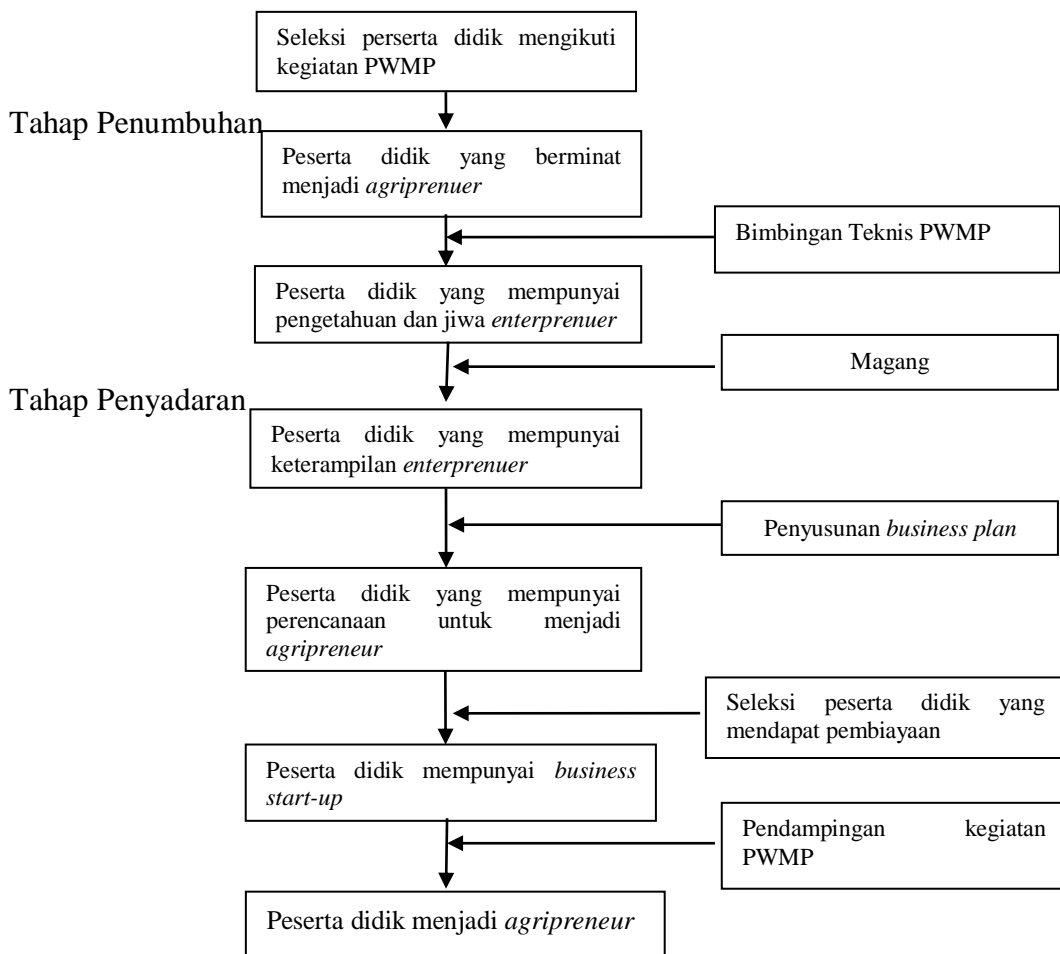 Seleksi perserta didik mengikuti
kegiatan PWMP
Tahap Penumbuhan
Peserta didik yang berminat
menjadi agriprenuer
Bimbingan Teknis PWMP
Peserta didik yang mempunyai
pengetahuan dan jiwa enterprenuer
Magang
Tahap Penyadaran
Peserta didik yang mempunyai
keterampilan enterprenuer
Penyusunan business plan
Peserta didik yang mempunyai
perencanaan untuk menjadi
agripreneur
Seleksi peserta didik yang
mendapat pembiayaan
Peserta didik mempunyai business
start-up
Pendampingan kegiatan
PWMP
Peserta didik menjadi agripreneur